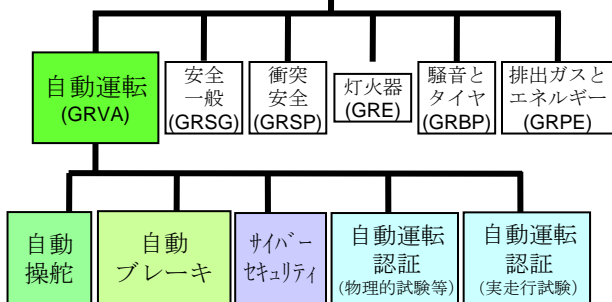 自動運転
(GRVA)
安全
一般
(GRSG)
衝突
安全
(GRSP)
灯火器
(GRE)
騒音と
タイヤ
(GRBP)
排出ガスと
エネルギー
(GRPE)
自動
操舵
自動
ブレーキ
サイバー
セキュリティ
自動運転
認証
(物理的試験等)
自動運転
認証
(実走行試験)